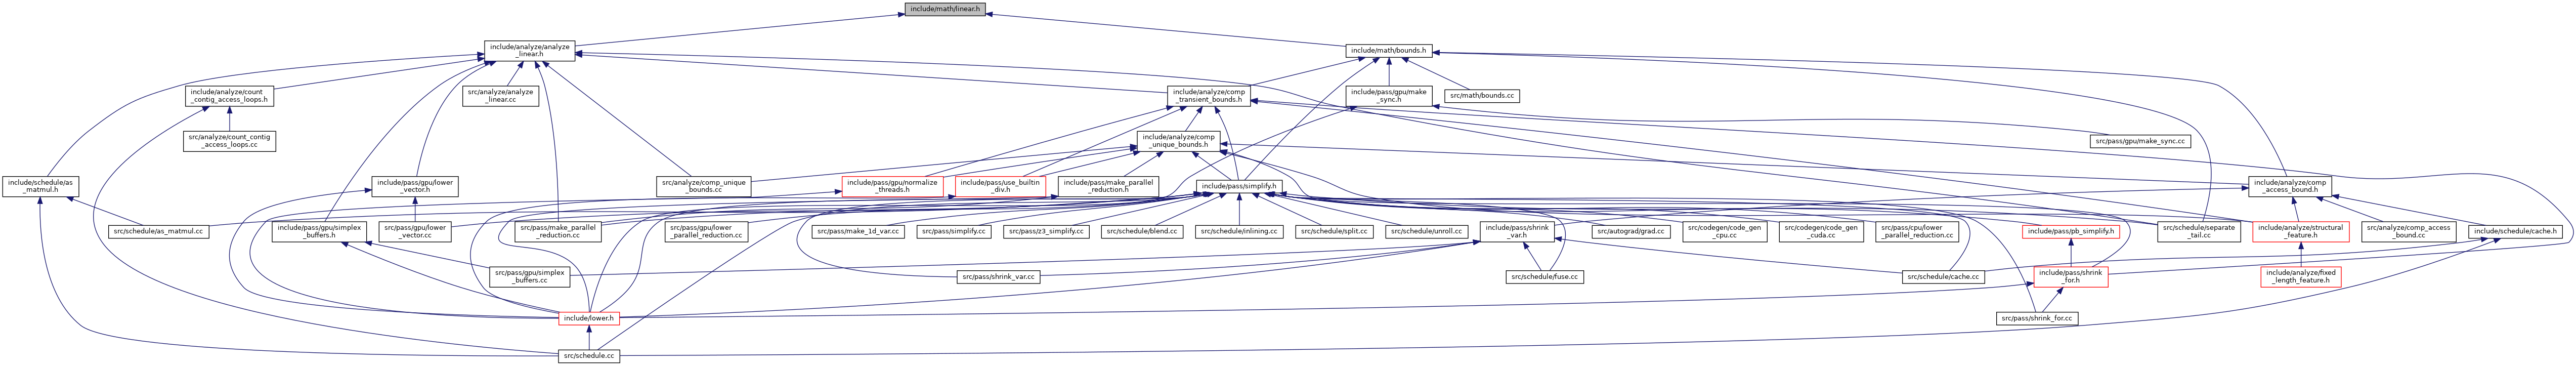 include/math/linear.h
include/analyze/analyze
_linear.h
include/math/bounds.h
include/analyze/count
_contig_access_loops.h
src/analyze/analyze
_linear.cc
include/analyze/comp
_transient_bounds.h
include/pass/gpu/make
_sync.h
src/math/bounds.cc
src/analyze/count_contig
_access_loops.cc
include/analyze/comp
_unique_bounds.h
src/pass/gpu/make_sync.cc
include/schedule/as
_matmul.h
include/pass/gpu/lower
_vector.h
src/analyze/comp_unique
_bounds.cc
include/pass/gpu/normalize
_threads.h
include/pass/use_builtin
_div.h
include/pass/make_parallel
_reduction.h
include/pass/simplify.h
include/analyze/comp
_access_bound.h
src/schedule/as_matmul.cc
include/pass/gpu/simplex
_buffers.h
src/pass/gpu/lower
_vector.cc
src/pass/make_parallel
_reduction.cc
src/pass/gpu/lower
_parallel_reduction.cc
src/pass/make_1d_var.cc
src/pass/simplify.cc
src/pass/z3_simplify.cc
src/schedule/blend.cc
src/schedule/inlining.cc
src/schedule/split.cc
src/schedule/unroll.cc
include/pass/shrink
_var.h
src/autograd/grad.cc
src/codegen/code_gen
_cpu.cc
src/codegen/code_gen
_cuda.cc
src/pass/cpu/lower
_parallel_reduction.cc
include/pass/pb_simplify.h
src/schedule/separate
_tail.cc
include/analyze/structural
_feature.h
src/analyze/comp_access
_bound.cc
include/schedule/cache.h
src/pass/gpu/simplex
_buffers.cc
src/pass/shrink_var.cc
src/schedule/fuse.cc
src/schedule/cache.cc
include/pass/shrink
_for.h
include/analyze/fixed
_length_feature.h
include/lower.h
src/pass/shrink_for.cc
src/schedule.cc